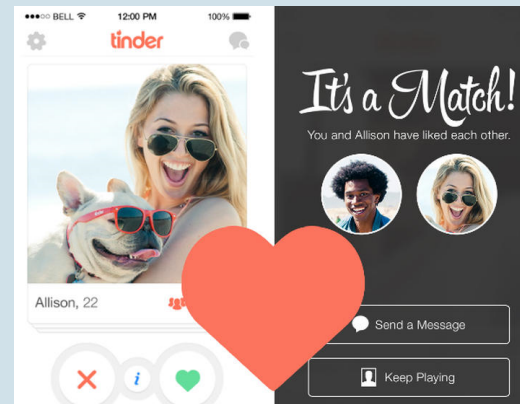 BELL 12:00 PM 100%
tinder
Allison, 22
i
It's a Match!
You and Allison have liked each other.
Send a Message
Keep Playing